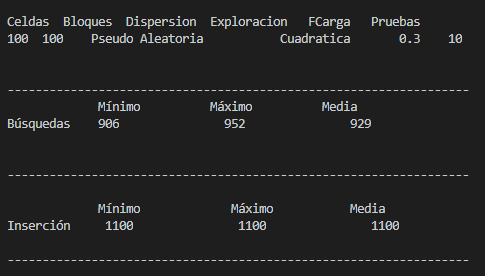 Celdas Bloques Dispersion Exploracion FCarga Pruebas
100 100 Pseudo Aleatoria Cuadratica 0.3 10
------------------------------------------------------------------
Mínimo Máximo Media
Búsquedas 906 952 929
------------------------------------------------------------------
Mínimo Máximo Media
Inserción 1100 1100 1100
------------------------------------------------------------------